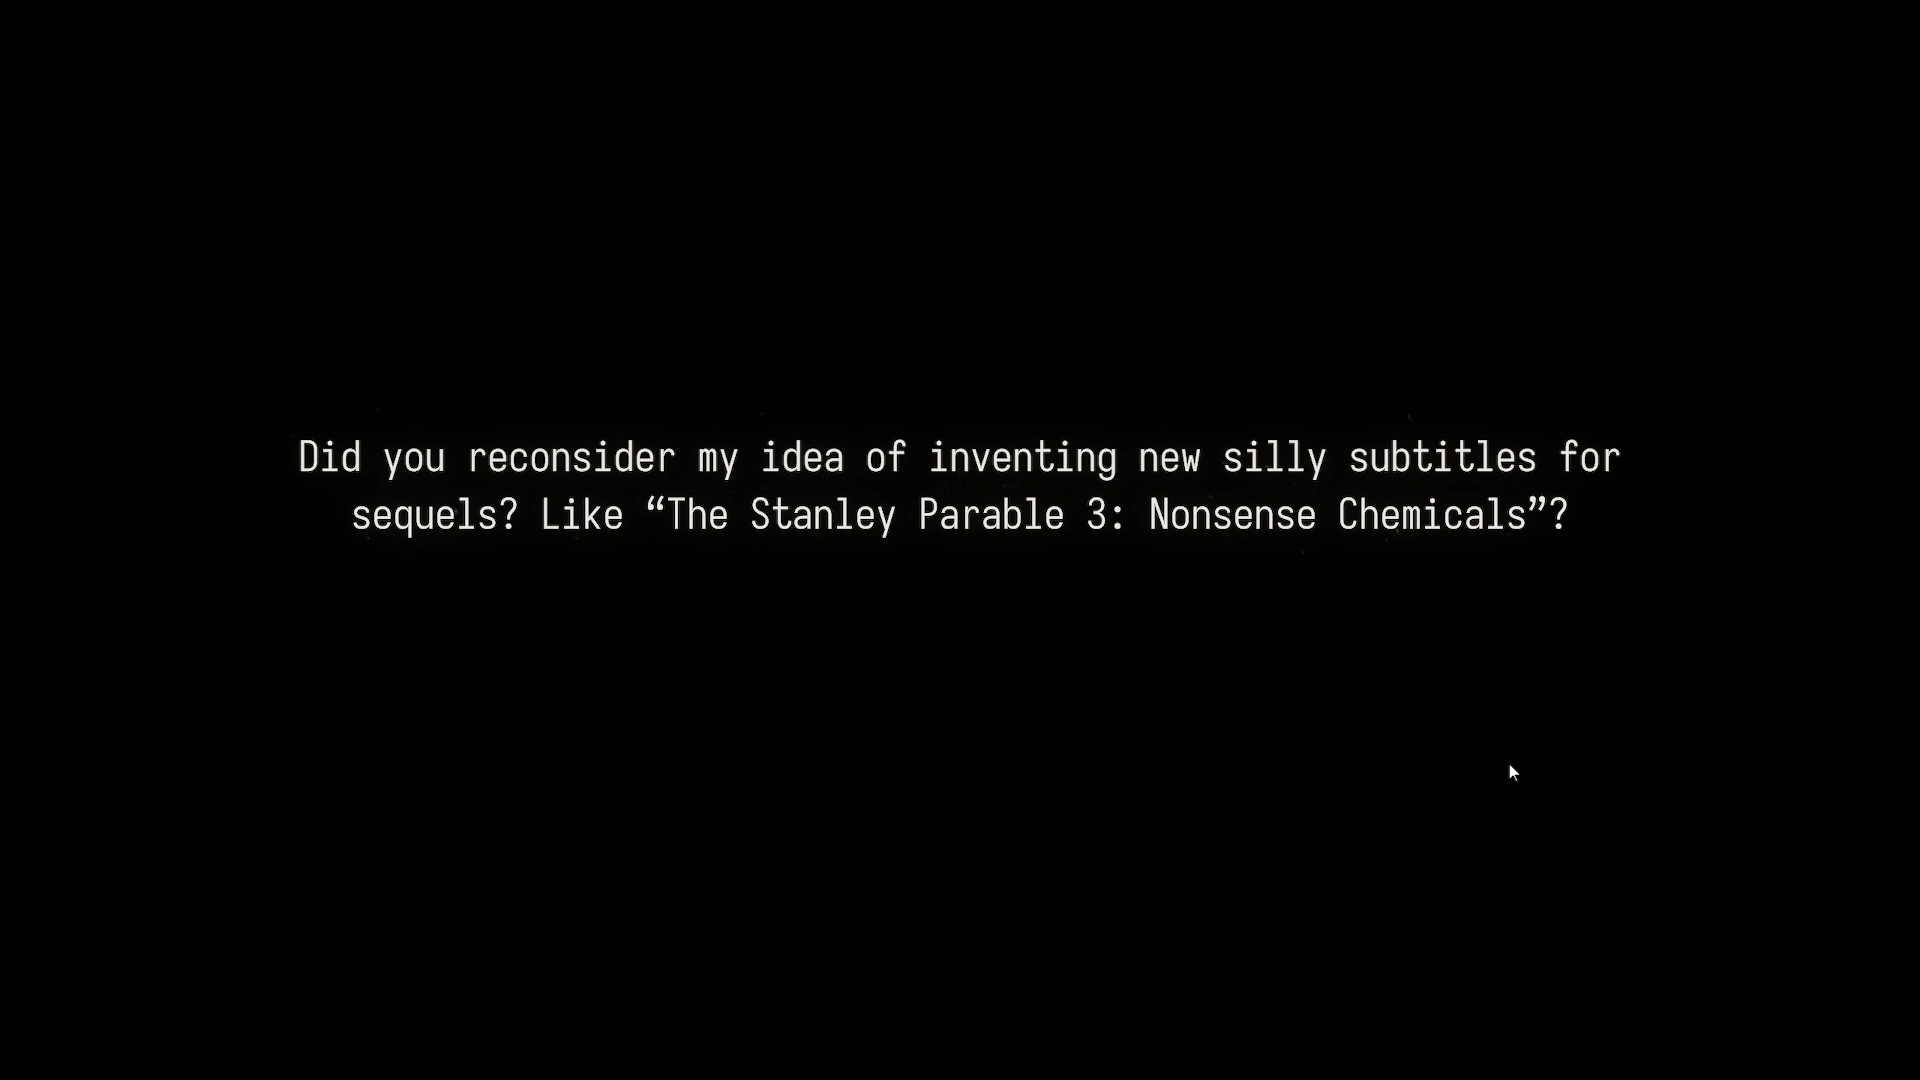 Did you reconsider my idea of inventing new silly subtitles for
sequels? Like “The Stanley Parable 3: Nonsense Chemicals”?